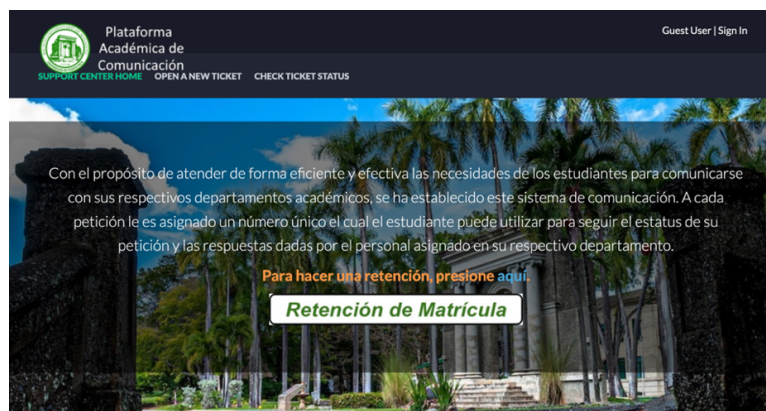 Plataforma
Académica de
Comunicación
Guest User | Sign In
SUPPORT CENTER HOME OPEN A NEW TICKET CHECK TICKET STATUS
Con el propósito de atender de forma eficiente y efectiva las necesidades de los estudiantes para comunicarse
con sus respectivos departamentos académicos, se ha establecido este sistema de comunicación. A cada
petición le es asignado un número único el cual el estudiante puede utilizar para seguir el estatus de su
petición y las respuestas dadas por el personal asignado en su respectivo departamento.
Para hacer una retención, presione aquí.
Retención de Matrícula